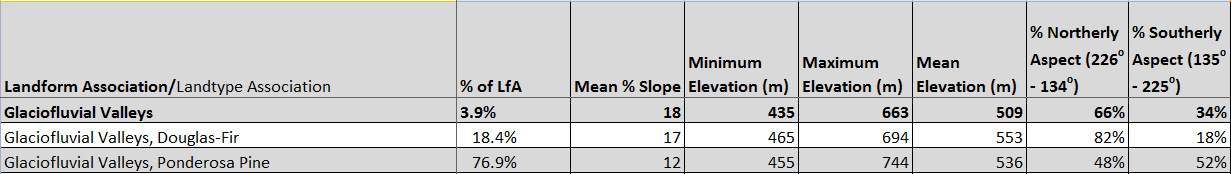 Landform Association/Landtype Association % of LfA Mean % Slope Minimum Elevation (m) Maximum Elevation (m) Mean Elevation (m) % Northerly Aspect (226° - 134°) % Southerly Aspect (135° - 225°)
Glaciofluvial Valleys 3.9% 18 435 663 509 66% 34%
Glaciofluvial Valleys, Douglas-Fir 18.4% 17 465 694 553 82% 18%
Glaciofluvial Valleys, Ponderosa Pine 76.9% 12 455 744 536 48% 52%